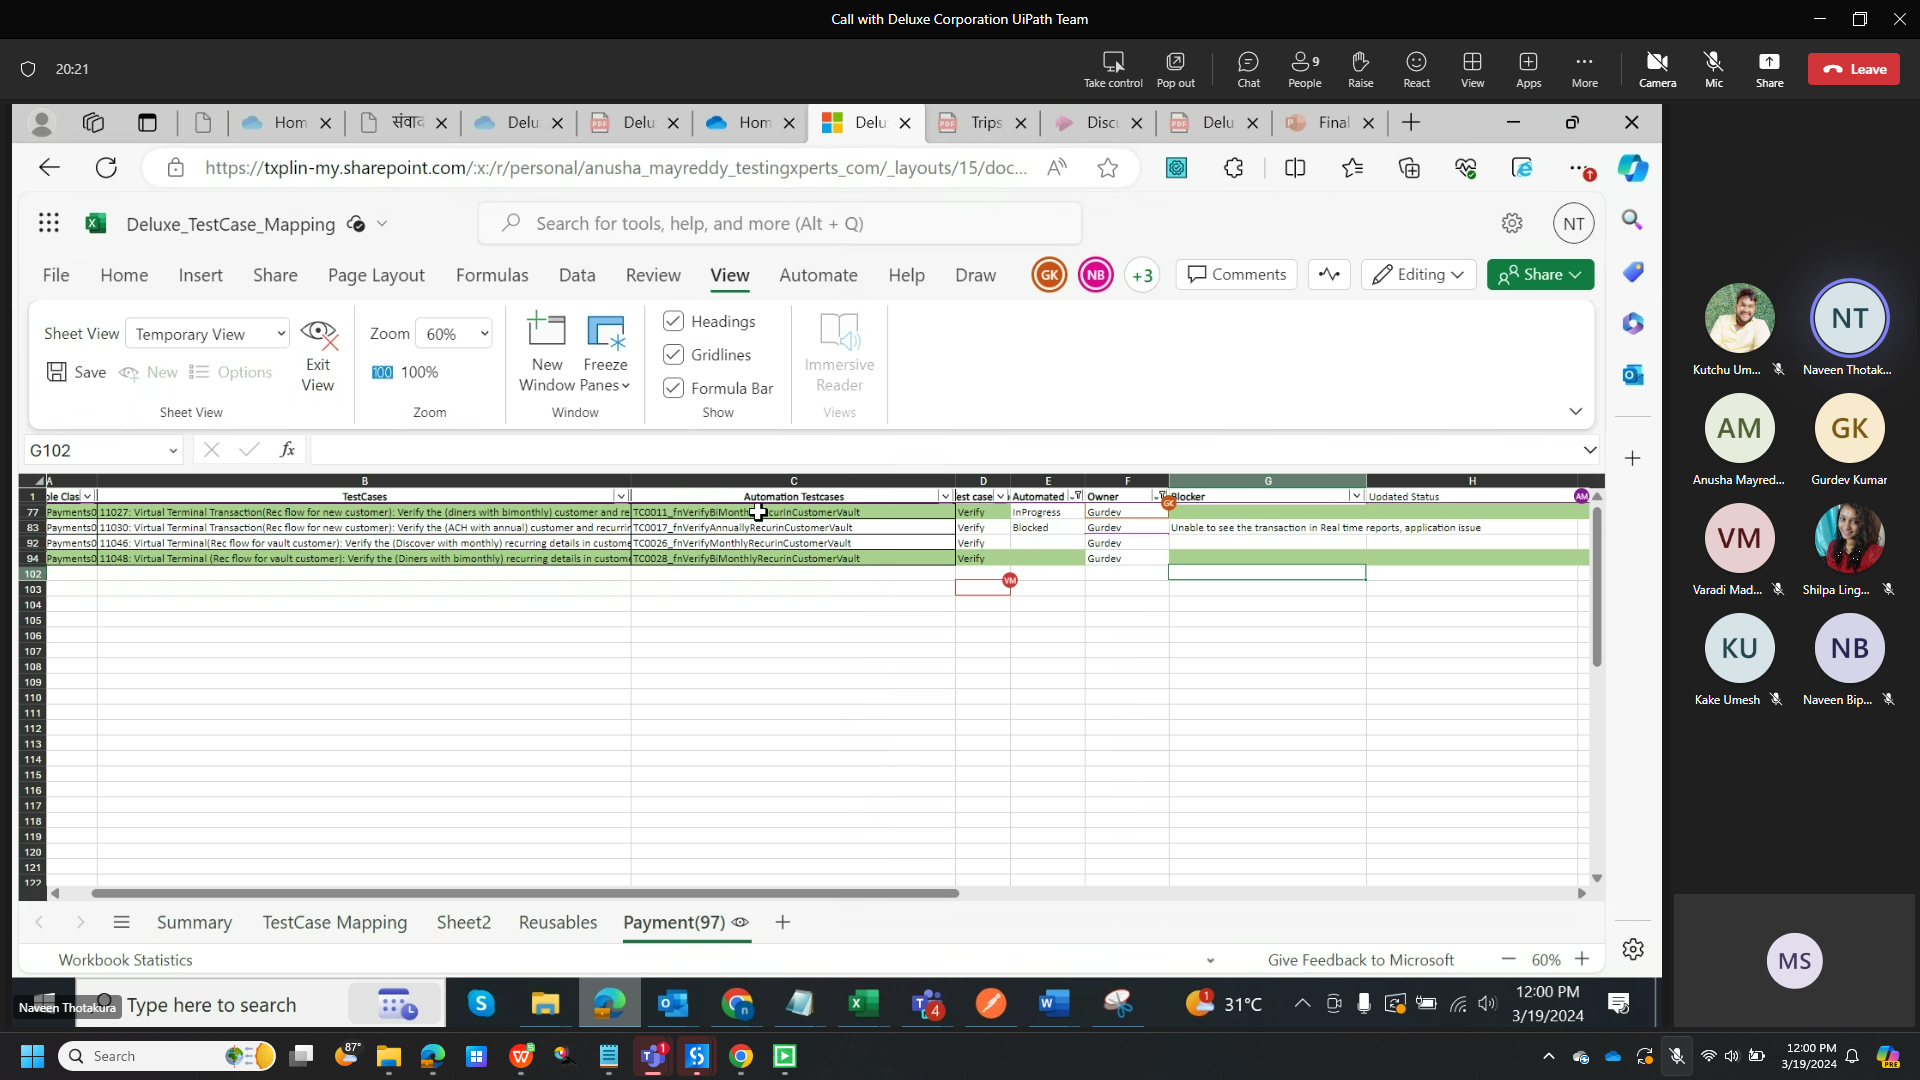 Call with Deluxe Corporation UiPath Team
20:21
Take control
Pop out
Chat
9
People
Raise
React
View
Apps
More
Camera
Mic
Share
Leave
Hom
संवाद
Delu
Delu
Hom
Delu
Trips
Discu
Delu
Final
https://txplin-my.sharepoint.com/:x:/r/personal/anusha_mayreddy_testingxperts_com/_layouts/15/doc...
Deluxe_TestCase_Mapping
Search for tools, help, and more (Alt + Q)
NT
File Home Insert Share Page Layout Formulas Data Review View Automate Help Draw
GK NB +3
Comments
Editing
Share
Sheet View Temporary View
Save New Options
Exit View
Sheet View
Zoom 60%
100 100%
Zoom
New Window
Freeze Panes
Window
Headings
Gridlines
Formula Bar
Show
Immersive Reader
Views
G102
fx
A B C D E F G H
1 ble Clas TestCases Automation Testcases est case Automated Owner Blocker Updated Status
GK AM
77 Payments0 11027: Virtual Terminal Transaction(Rec flow for new customer): Verify the (diners with bimonthly) customer and re TC0011_fnVerifyBiMonth urinCustomerVault Verify InProgress Gurdev
83 Payments0 11030: Virtual Terminal Transaction(Rec flow for new customer): Verify the (ACH with annual) customer and recurrin TC0017_fnVerifyAnnuallyRecurinCustomerVault Verify Blocked Gurdev Unable to see the transaction in Real time reports, application issue
92 Payments0 11046: Virtual Terminal(Rec flow for vault customer): Verify the (Discover with monthly) recurring details in custome TC0026_fnVerifyMonthlyRecurinCustomerVault Verify Gurdev
94 Payments0 11048: Virtual Terminal (Rec flow for vault customer): Verify the (Diners with bimonthly) recurring details in custome TC0028_fnVerifyBiMonthlyRecurinCustomerVault Verify Gurdev
102
VM
103
104
105
106
107
108
109
110
111
112
113
114
115
116
117
118
119
120
121
122
Summary TestCase Mapping Sheet2 Reusables Payment(97)
Workbook Statistics
Give Feedback to Microsoft
60%
Kutchu Um...
NT
Naveen Thotak...
AM
Anusha Mayred...
GK
Gurdev Kumar
VM
Varadi Mad...
Shilpa Ling...
KU
Kake Umesh
NB
Naveen Bip...
MS
Naveen Thotakura
Type here to search
4
1
31°C
12:00 PM
3/19/2024
Search
87°
1
12:00 PM
3/19/2024
PRE